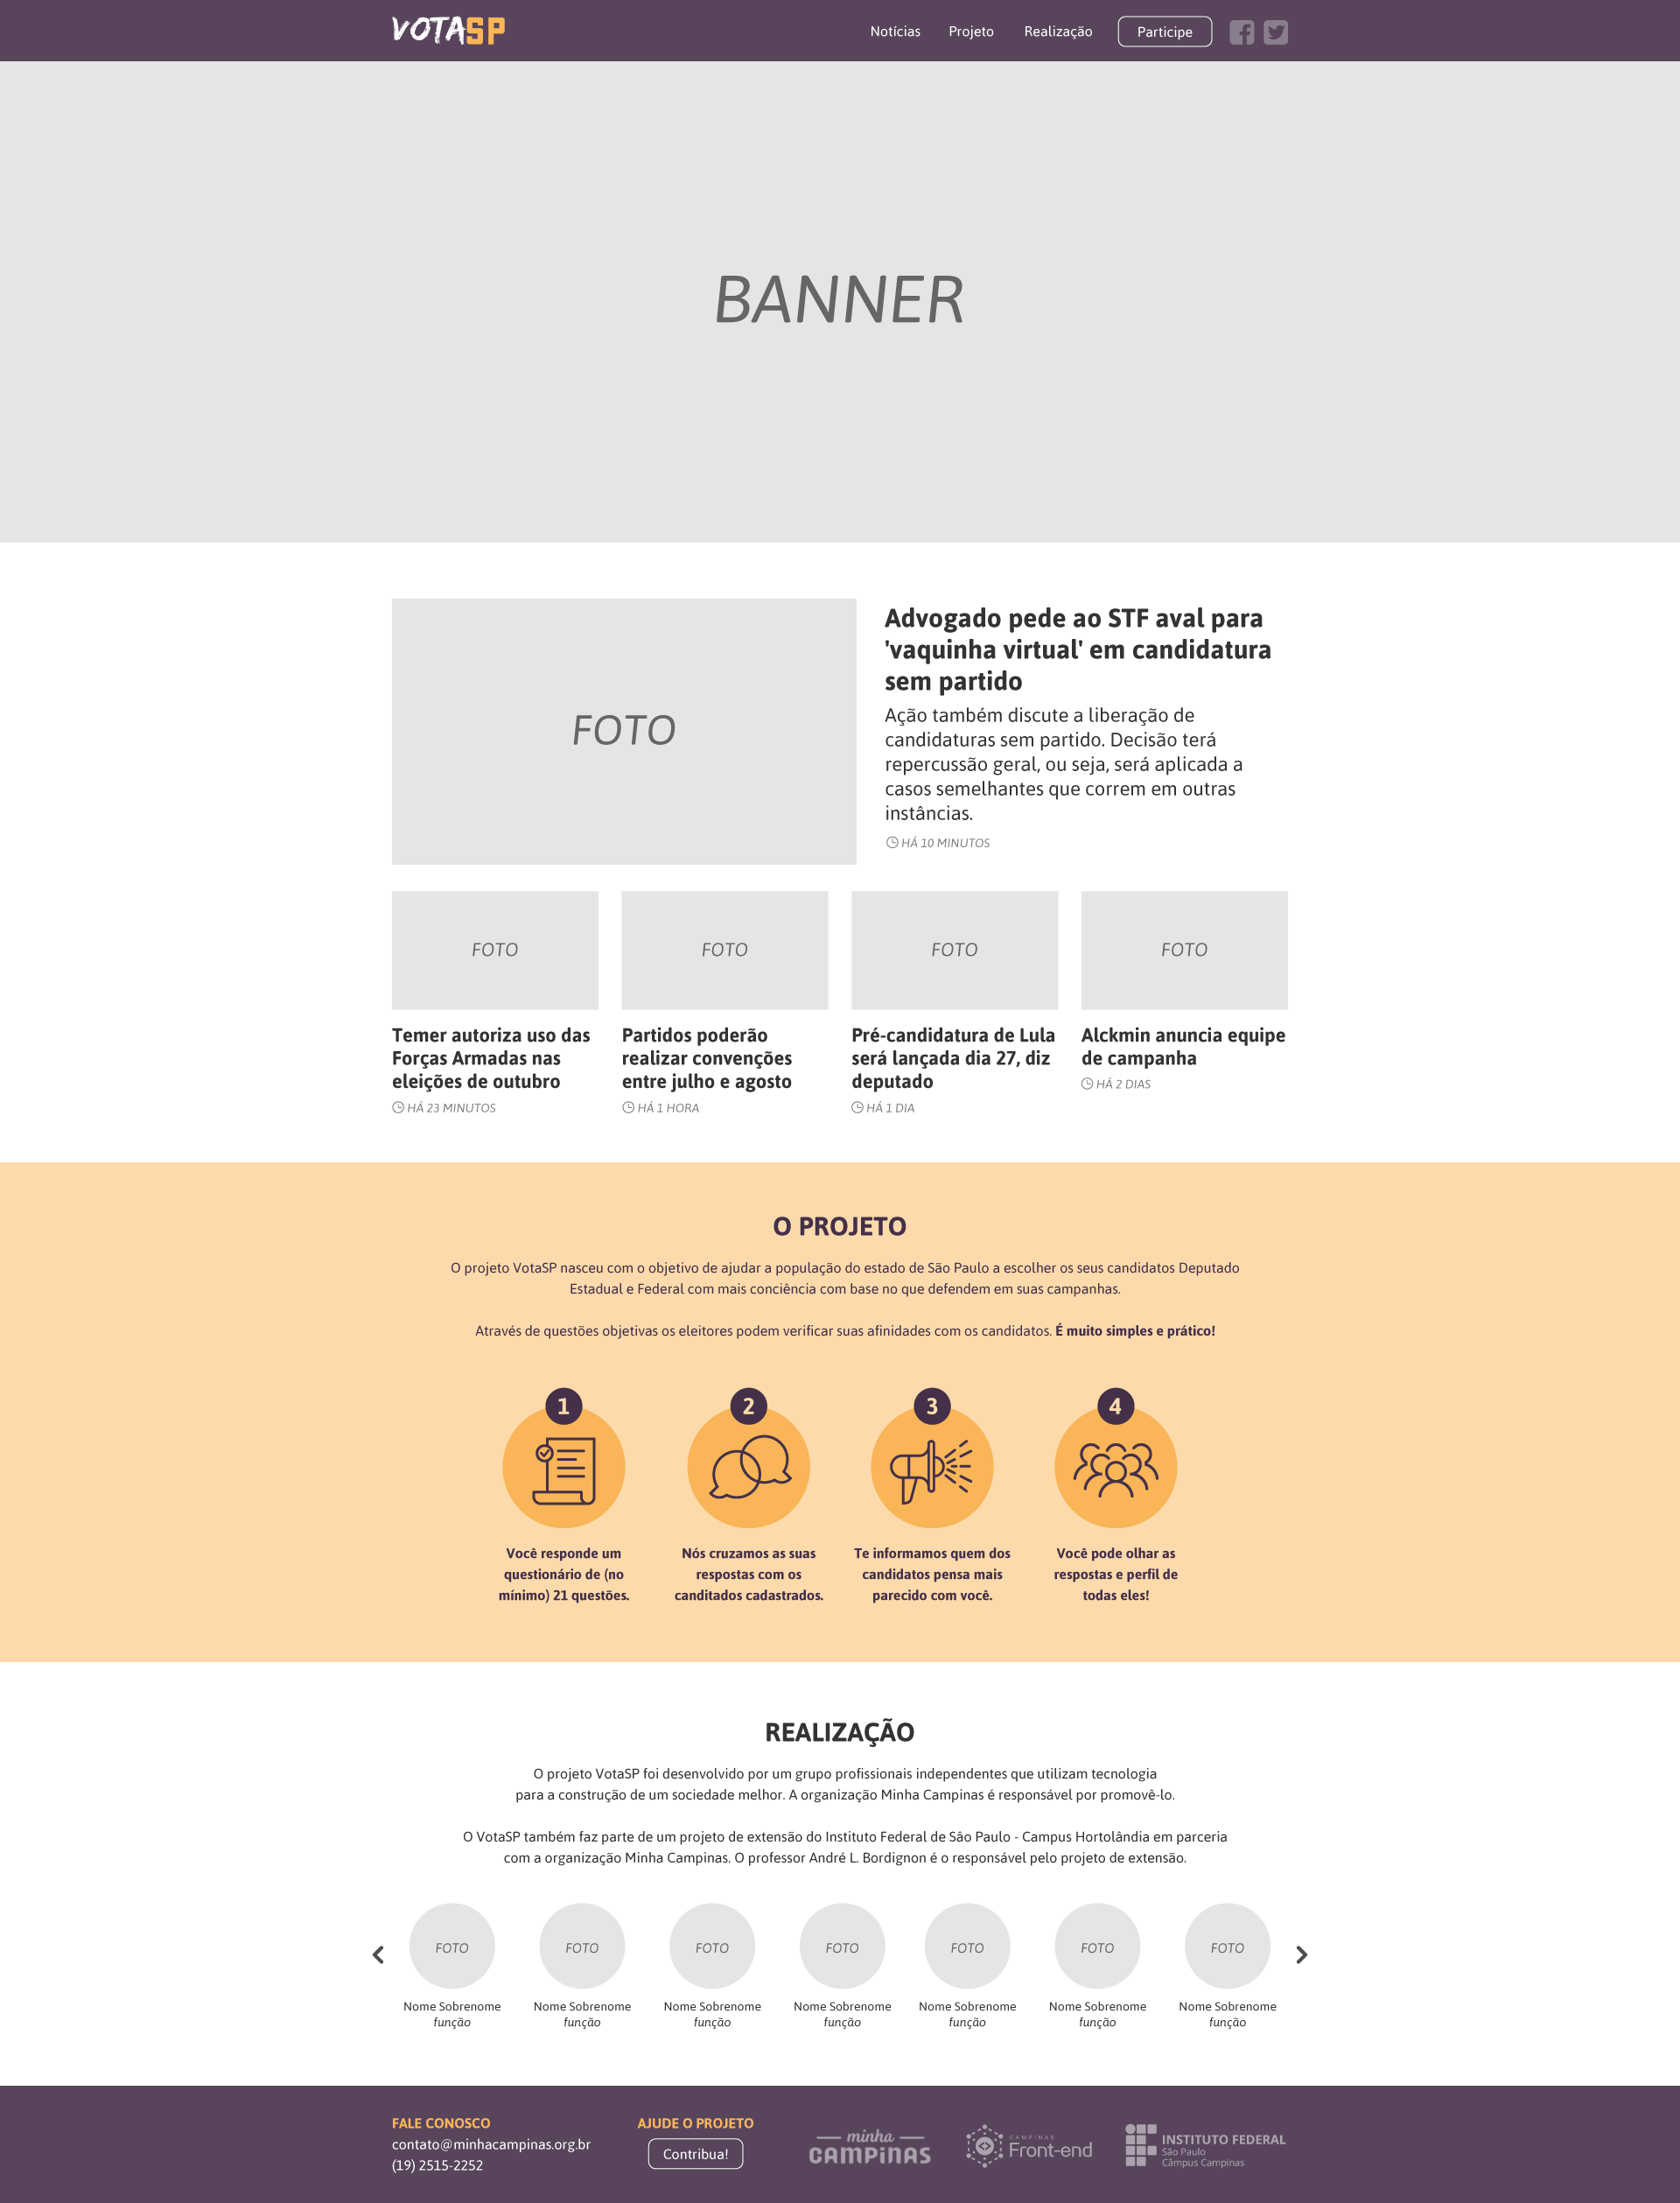 VOTASP
Notícias
Projeto
Realização
Participe
BANNER
FOTO
Advogado pede ao STF aval para
'vaquinha virtual' em candidatura
sem partido
Ação também discute a liberação de
candidaturas sem partido. Decisão terá
repercussão geral, ou seja, será aplicada a
casos semelhantes que correm em outras
instâncias.
HÁ 10 MINUTOS
FOTO
Temer autoriza uso das
Forças Armadas nas
eleições de outubro
HÁ 23 MINUTOS
FOTO
Partidos poderão
realizar convenções
entre julho e agosto
HÁ 1 HORA
FOTO
Pré-candidatura de Lula
será lançada dia 27, diz
deputado
HÁ 1 DIA
FOTO
Alckmin anuncia equipe
de campanha
HÁ 2 DIAS
O PROJETO
O projeto VotaSP nasceu com o objetivo de ajudar a população do estado de São Paulo a escolher os seus candidatos Deputado
Estadual e Federal com mais conciência com base no que defendem em suas campanhas.
Através de questões objetivas os eleitores podem verificar suas afinidades com os candidatos. É muito simples e prático!
1
Você responde um
questionário de (no
mínimo) 21 questões.
2
Nós cruzamos as suas
respostas com os
canditados cadastrados.
3
Te informamos quem dos
candidatos pensa mais
parecido com você.
4
Você pode olhar as
respostas e perfil de
todas eles!
REALIZAÇÃO
O projeto VotaSP foi desenvolvido por um grupo profissionais independentes que utilizam tecnologia
para a construção de um sociedade melhor. A organização Minha Campinas é responsável por promovê-lo.
O VotaSP também faz parte de um projeto de extensão do Instituto Federal de São Paulo - Campus Hortolândia em parceria
com a organização Minha Campinas. O professor André L. Bordignon é o responsável pelo projeto de extensão.
FOTO
Nome Sobrenome
função
FOTO
Nome Sobrenome
função
FOTO
Nome Sobrenome
função
FOTO
Nome Sobrenome
função
FOTO
Nome Sobrenome
função
FOTO
Nome Sobrenome
função
FOTO
Nome Sobrenome
função
FALE CONOSCO
contato@minhacampinas.org.br
(19) 2515-2252
AJUDE O PROJETO
Contribua!
minha
CAMPINAS
CAMPINAS
Front-end
INSTITUTO FEDERAL
São Paulo
Câmpus Campinas